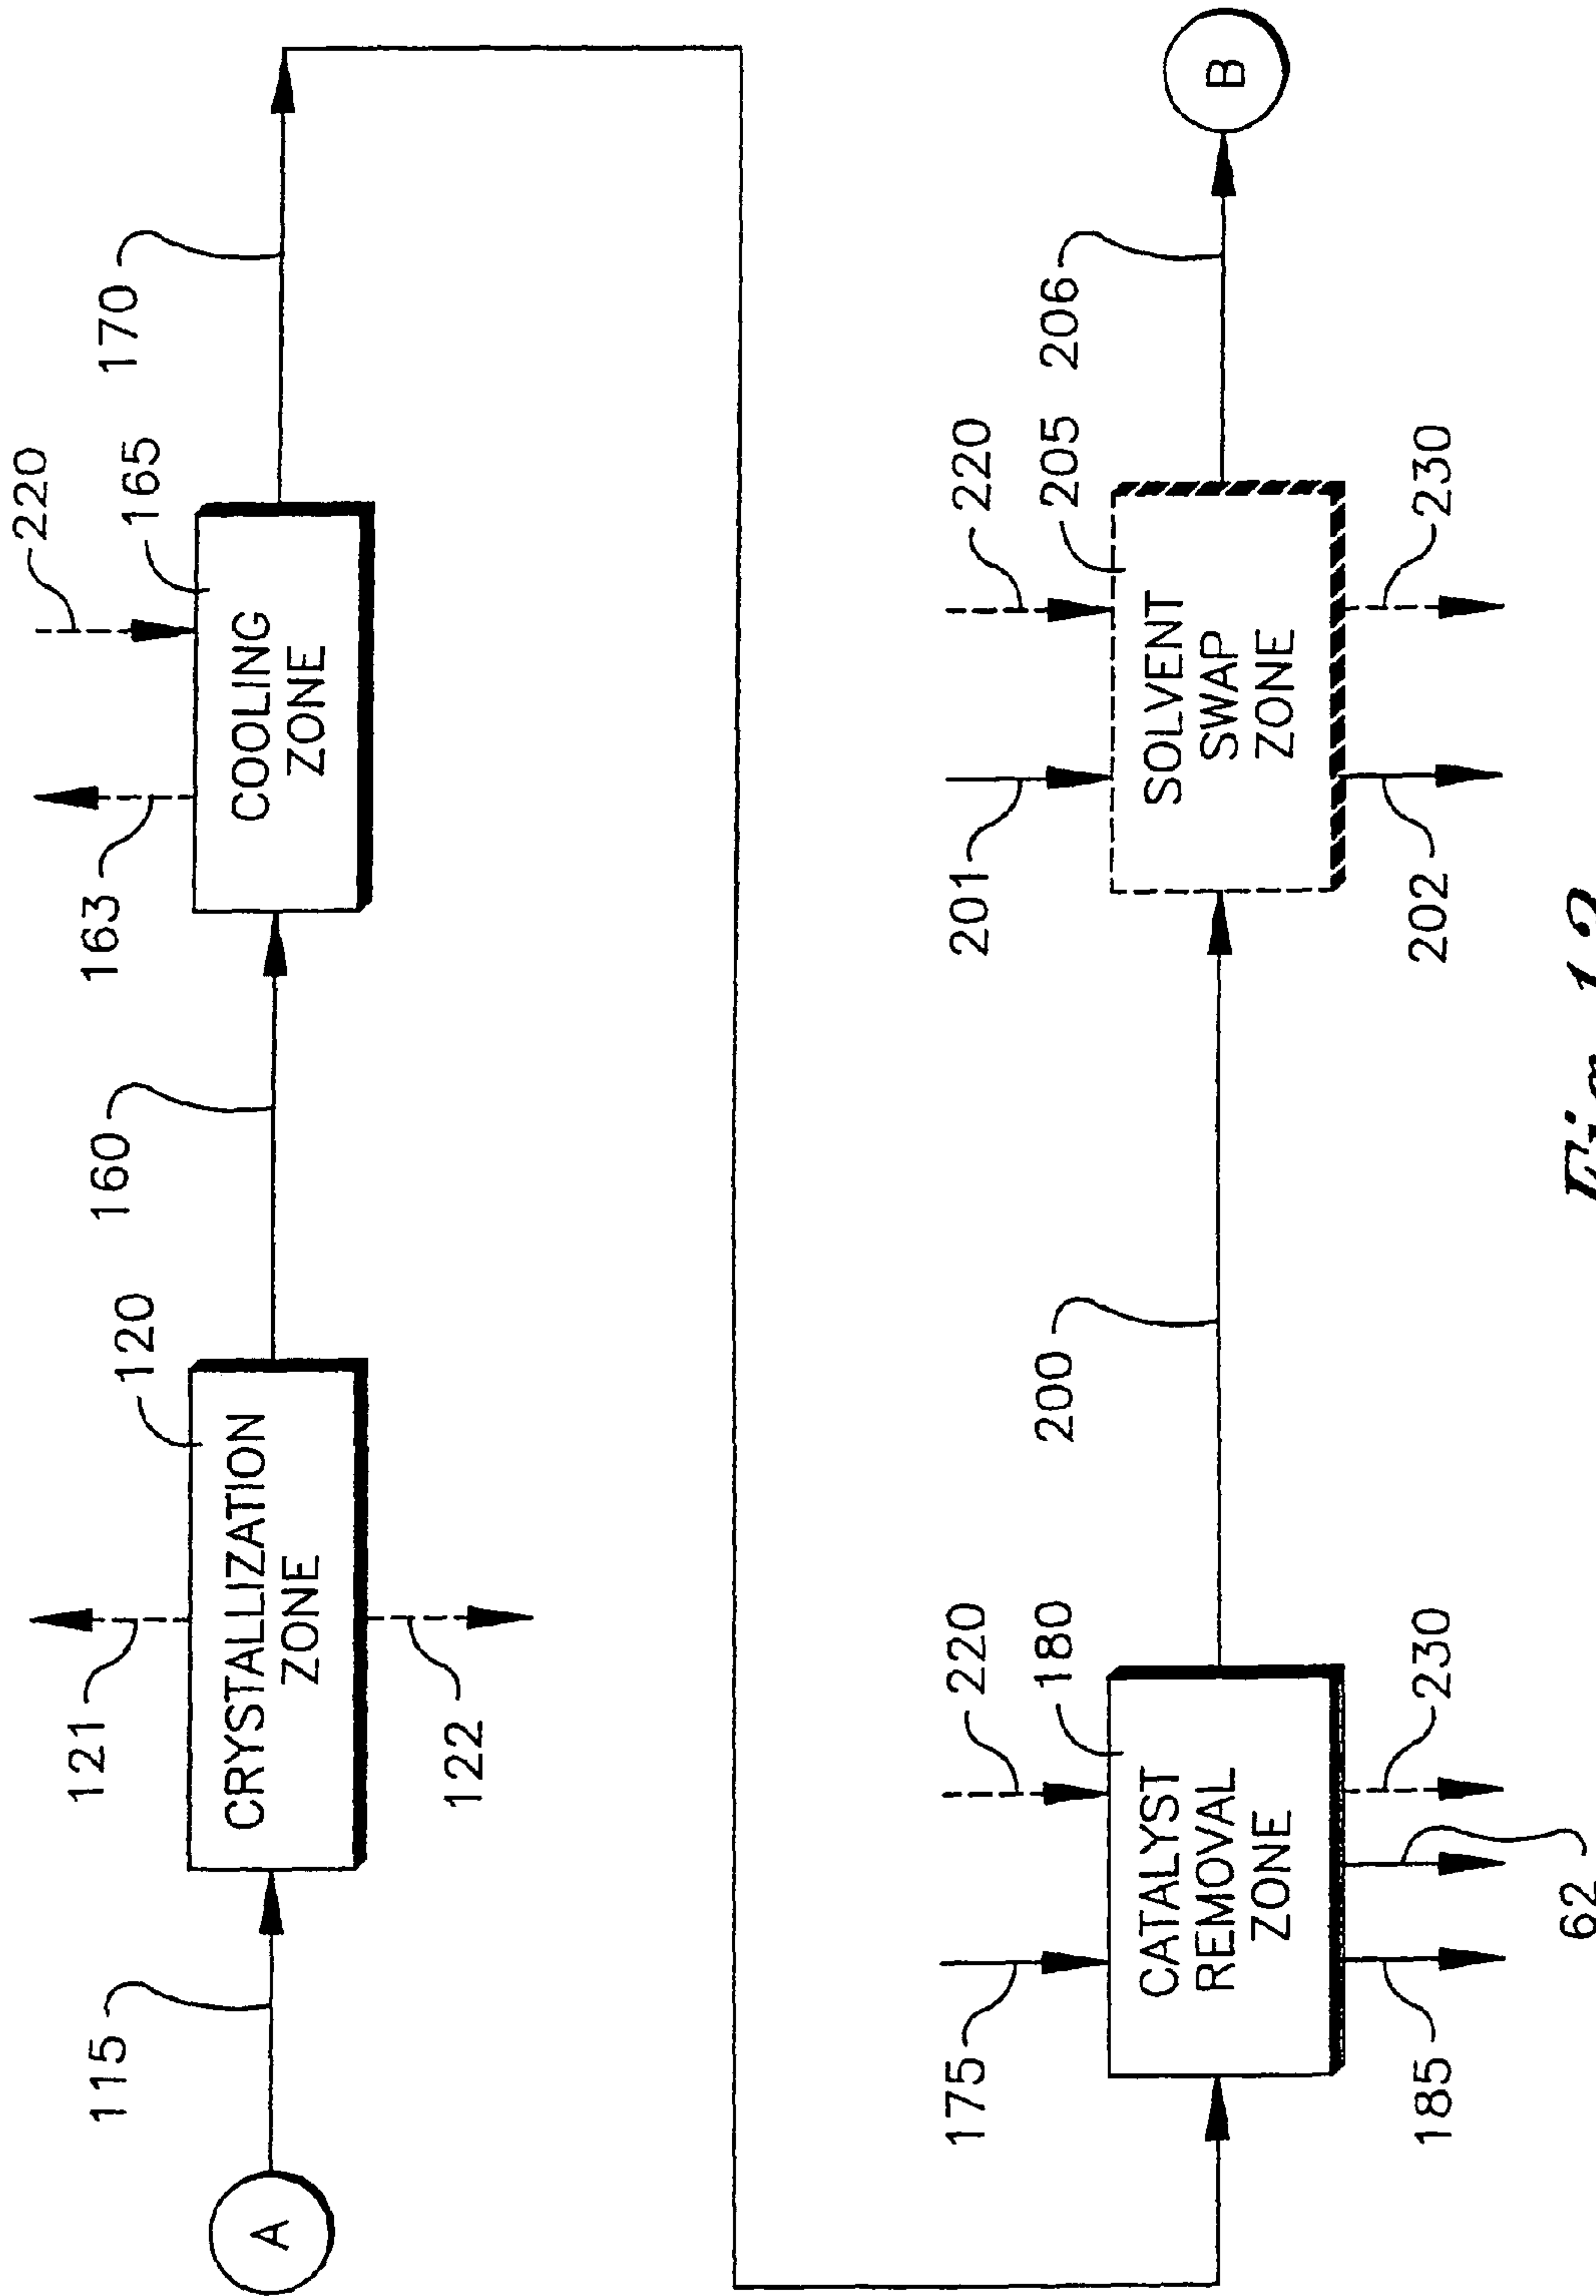 220
121
120
163
165
115
160
170
A
CRYSTALLIZATION
ZONE
COOLING
ZONE
122
175
220
180
200
201
220
205
206
CATALYST
REMOVAL
ZONE
SOLVENT
SWAP
ZONE
B
185
230
202
230
62
Fig.